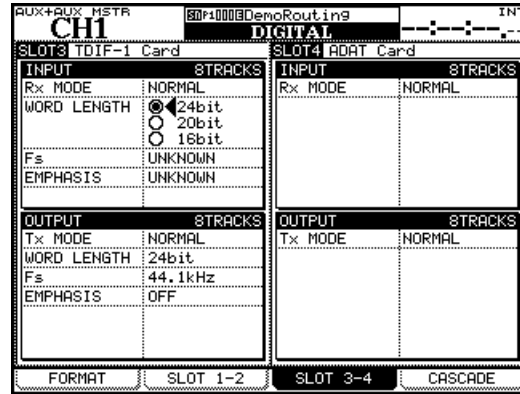 AUX+AUX MSTR
CH1
P1000 DemoRouting
DIGITAL
INT
--:--:--.--
SLOT3 TDIF-1 Card
INPUT 8TRACKS
Rx MODE NORMAL
WORD LENGTH 24bit
20bit
16bit
Fs UNKNOWN
EMPHASIS UNKNOWN
OUTPUT 8TRACKS
Tx MODE NORMAL
WORD LENGTH 24bit
Fs 44.1kHz
EMPHASIS OFF
SLOT4 ADAT Card
INPUT 8TRACKS
Rx MODE NORMAL
OUTPUT 8TRACKS
Tx MODE NORMAL
FORMAT SLOT 1-2 SLOT 3-4 CASCADE